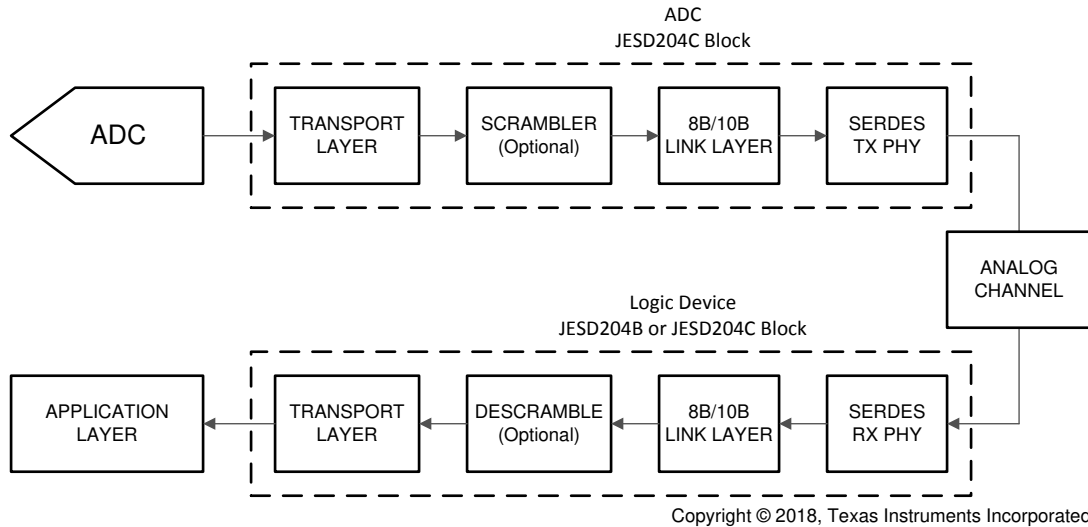 ADC
JESD204C Block
ADC
TRANSPORT
LAYER
SCRAMBLER
(Optional)
8B/10B
LINK LAYER
SERDES
TX PHY
ANALOG
CHANNEL
Logic Device
JESD204B or JESD204C Block
APPLICATION
LAYER
TRANSPORT
LAYER
DESCRAMBLE
(Optional)
8B/10B
LINK LAYER
SERDES
RX PHY
Copyright © 2018, Texas Instruments Incorporated